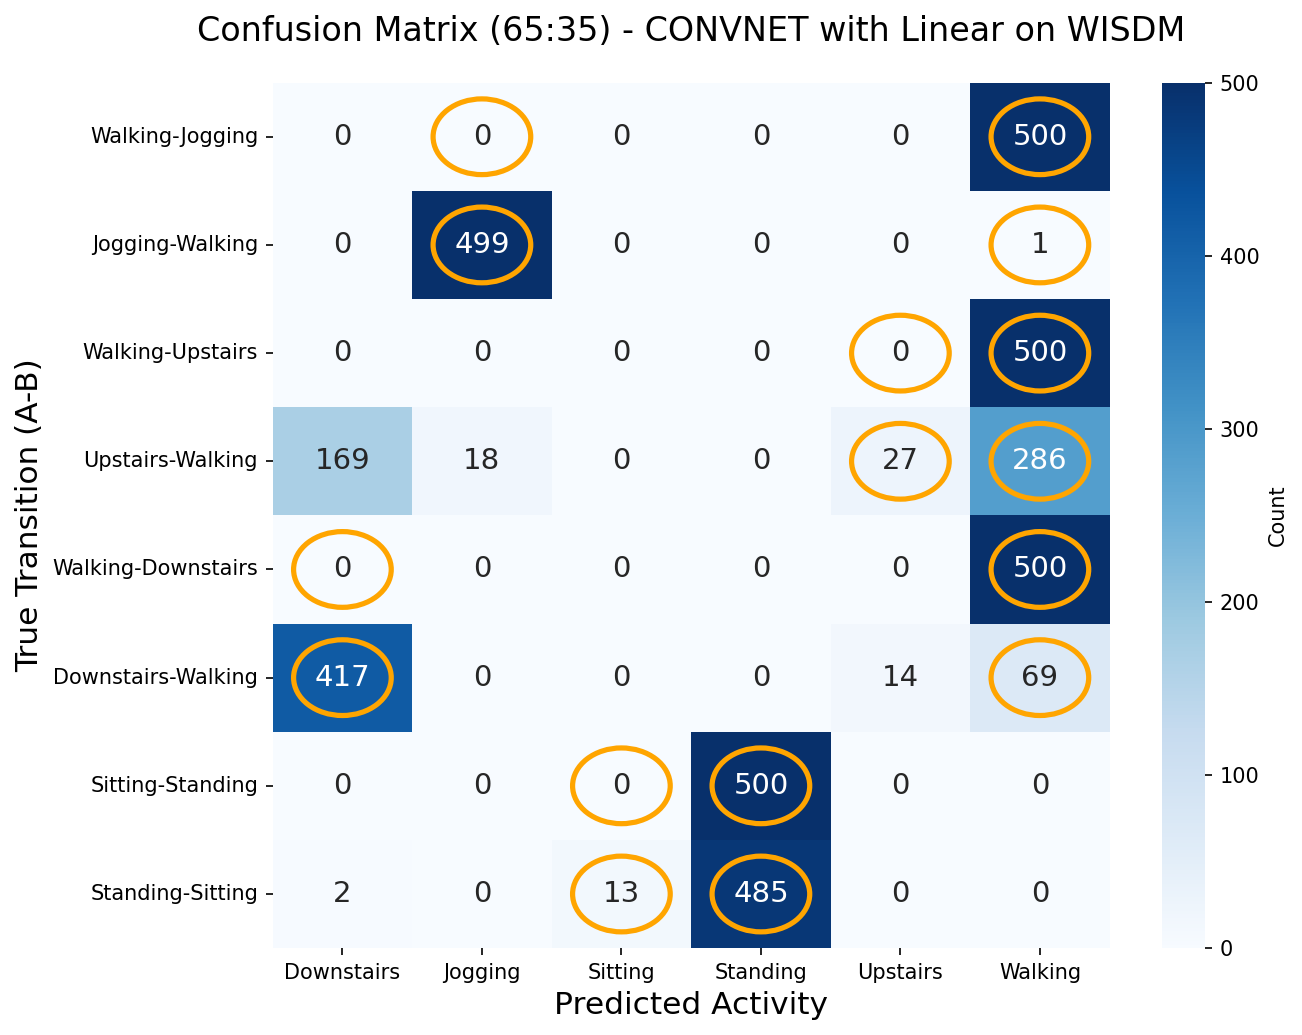 Confusion Matrix (65:35) - CONVNET with Linear on WISDM
True Transition (A-B)
Walking-Jogging 0 0 0 0 0 500
Jogging-Walking 0 499 0 0 0 1
Walking-Upstairs 0 0 0 0 0 500
Upstairs-Walking 169 18 0 0 27 286
Walking-Downstairs 0 0 0 0 0 500
Downstairs-Walking 417 0 0 0 14 69
Sitting-Standing 0 0 0 500 0 0
Standing-Sitting 2 0 13 485 0 0
Downstairs Jogging Sitting Standing Upstairs Walking
Predicted Activity
500
400
300
200
100
0
Count